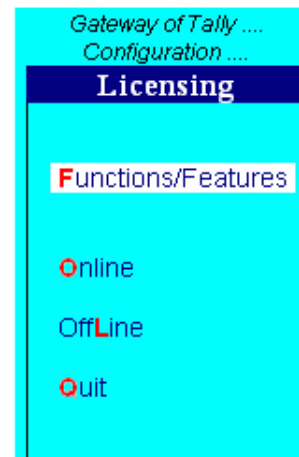 Gateway of Tally ....
Configuration ....
Licensing
Functions/Features
Online
OffLine
Quit